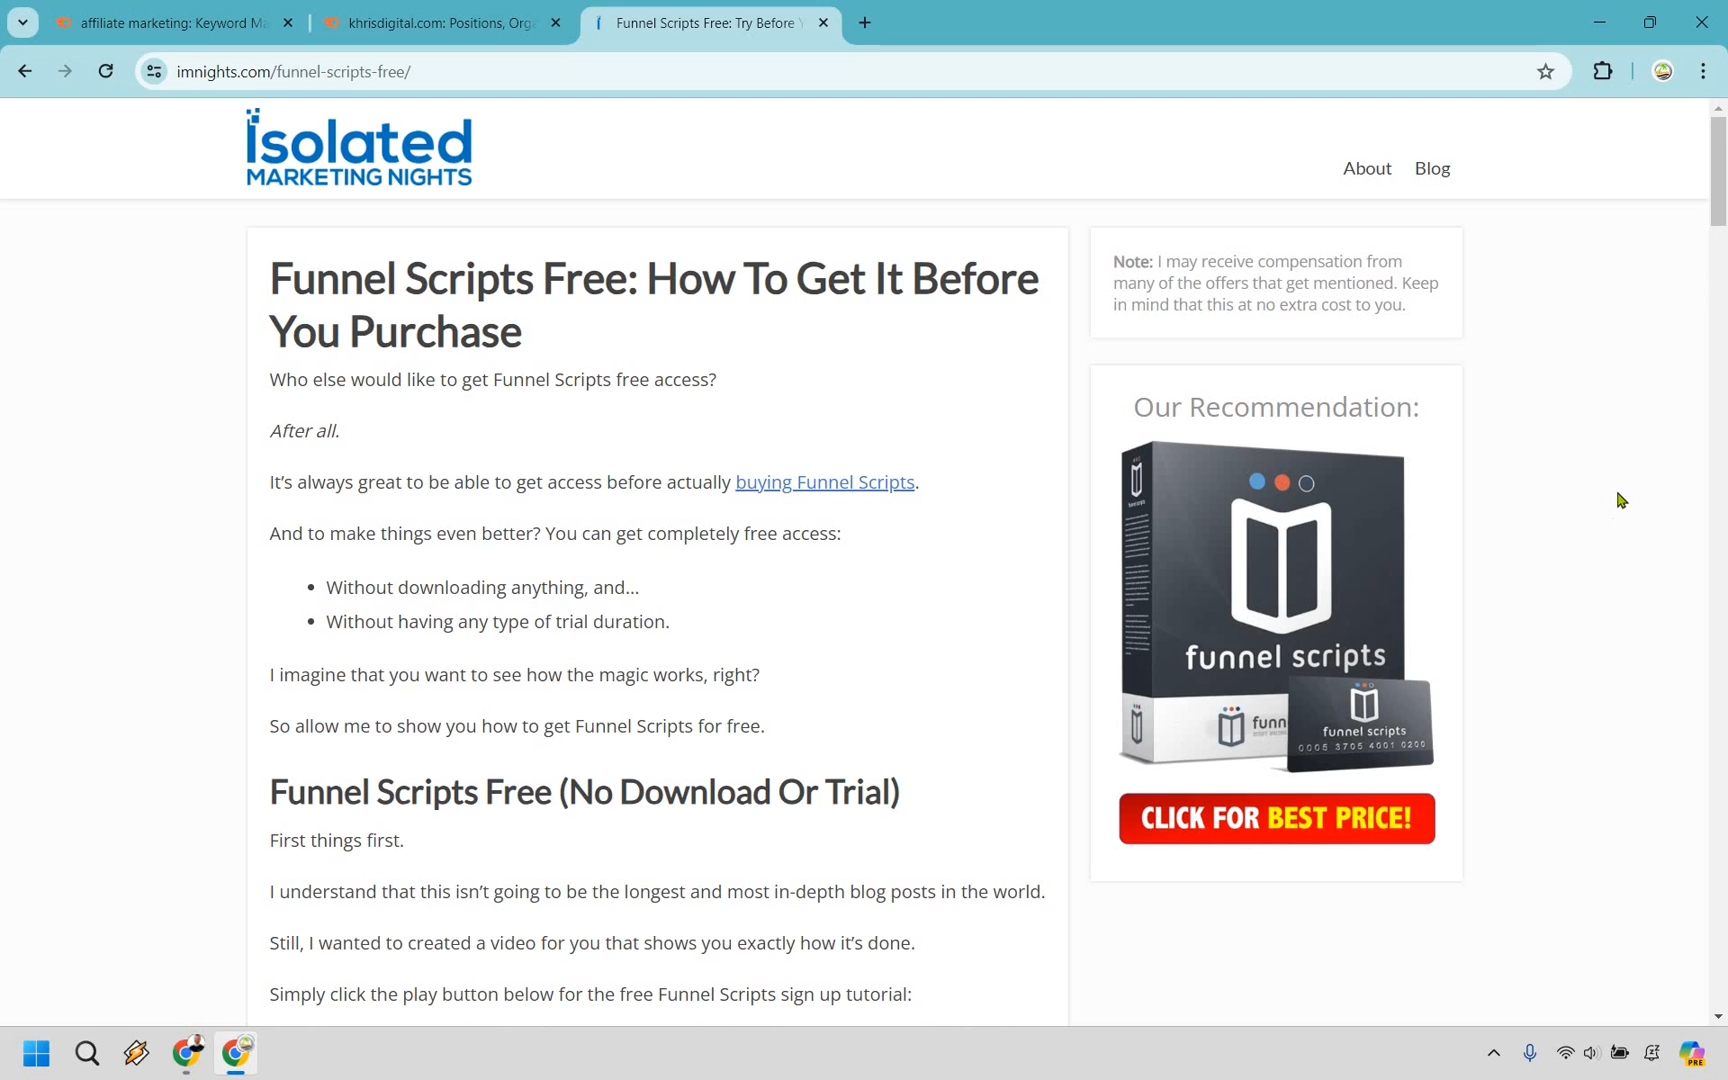 affiliate marketing: Keyword Ma
khrisdigital.com: Positions, Orga
Funnel Scripts Free: Try Before Y
imnights.com/funnel-scripts-free/
isolated
MARKETING NIGHTS
About
Blog
Funnel Scripts Free: How To Get It Before
You Purchase
Who else would like to get Funnel Scripts free access?
After all.
It’s always great to be able to get access before actually buying Funnel Scripts.
And to make things even better? You can get completely free access:
• Without downloading anything, and…
• Without having any type of trial duration.
I imagine that you want to see how the magic works, right?
So allow me to show you how to get Funnel Scripts for free.
Funnel Scripts Free (No Download Or Trial)
First things first.
I understand that this isn’t going to be the longest and most in-depth blog posts in the world.
Still, I wanted to created a video for you that shows you exactly how it’s done.
Simply click the play button below for the free Funnel Scripts sign up tutorial:
Note: I may receive compensation from
many of the offers that get mentioned. Keep
in mind that this at no extra cost to you.
Our Recommendation:
funnel scripts
funn
funnel scripts
0005 3705 4001 0200
CLICK FOR BEST PRICE!
PRE